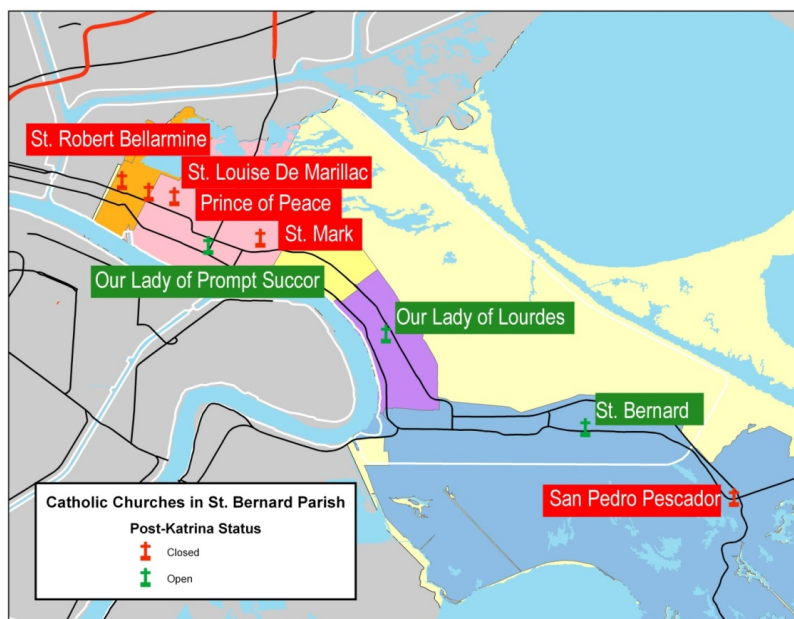 St. Robert Bellarmine
St. Louise De Marillac
Prince of Peace
St. Mark
Our Lady of Prompt Succor
Our Lady of Lourdes
St. Bernard
San Pedro Pescador
Catholic Churches in St. Bernard Parish
Post-Katrina Status
Closed
Open